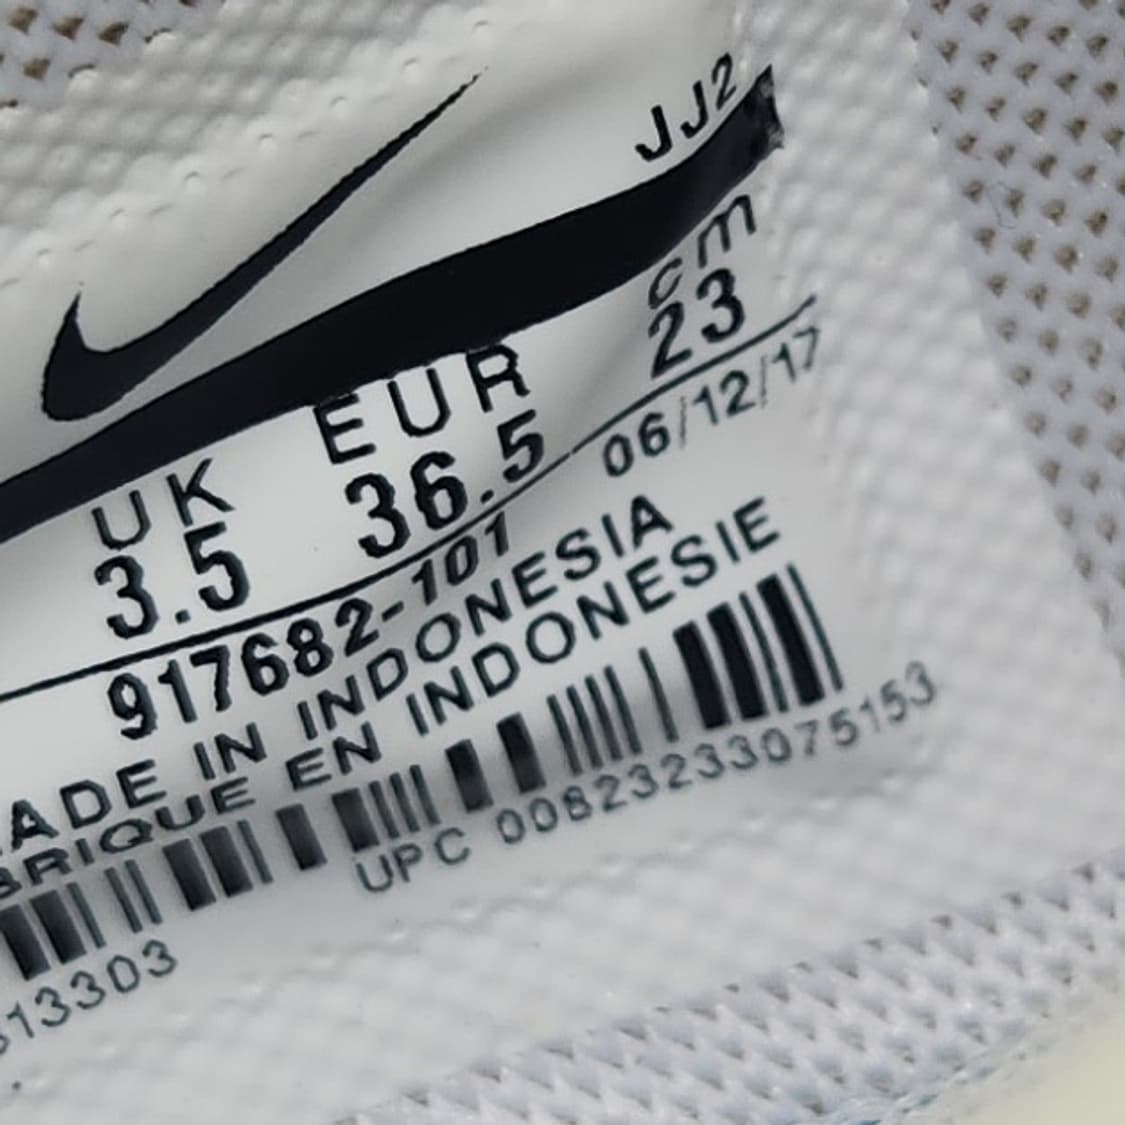 JJ2
UK EUR cm
3.5 36.5 23
917682-101 06/12/17
ADE IN INDONESIA
BRIQUE EN INDONESIE
UPC 00823233075153
13303